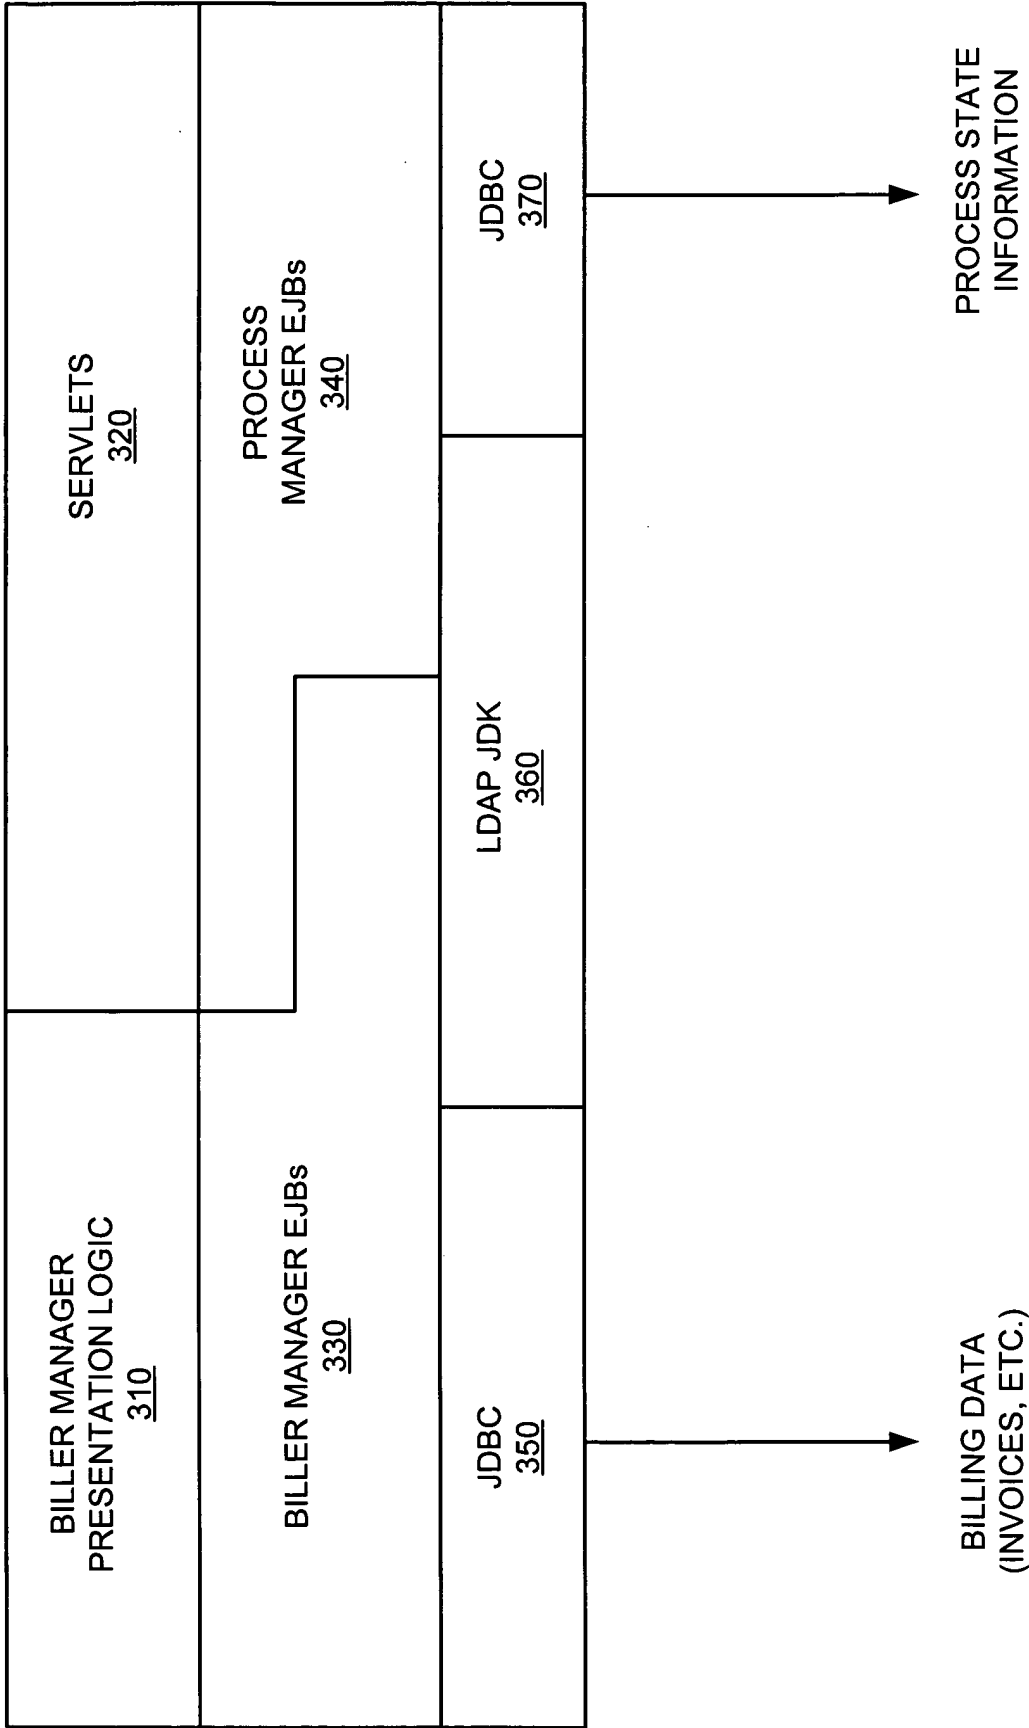 BILLER MANAGER
PRESENTATION LOGIC
310
SERVLETS
320
BILLER MANAGER EJBs
330
PROCESS
MANAGER EJBs
340
JDBC
350
LDAP JDK
360
JDBC
370
BILLING DATA
(INVOICES, ETC.)
PROCESS STATE
INFORMATION